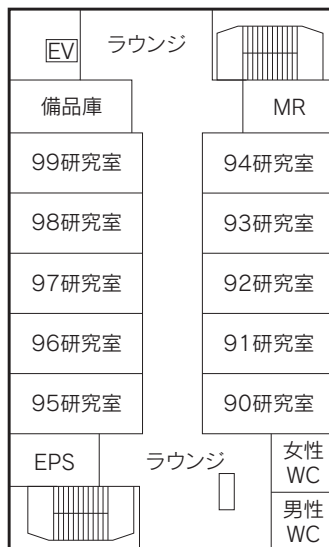 EV
ラウンジ
備品庫
MR
99研究室
94研究室
98研究室
93研究室
97研究室
92研究室
96研究室
91研究室
95研究室
90研究室
EPS
ラウンジ
女性
WC
男性
WC